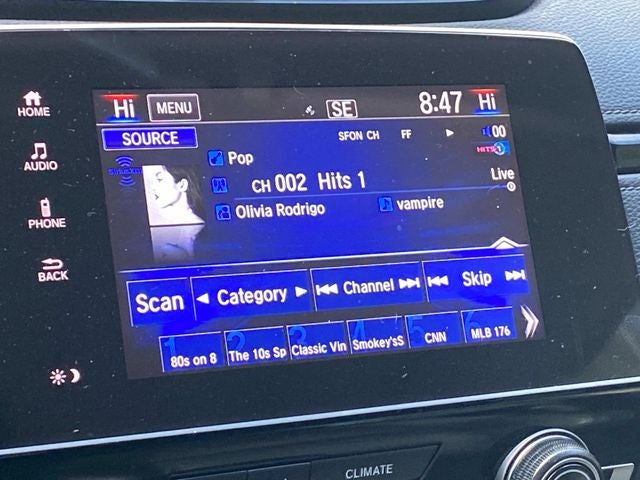 Hi MENU SE 8:47 Hi
HOME
SOURCE SFON CH FF 00
HITS 1
AUDIO
Pop
Live
CH 002 Hits 1
Olivia Rodrigo vampire
PHONE
BACK
Scan Category Channel Skip
1 2 3 4 5 6
80s on 8 The 10s Sp Classic Vin Smokey'sS CNN MLB 176
CLIMATE